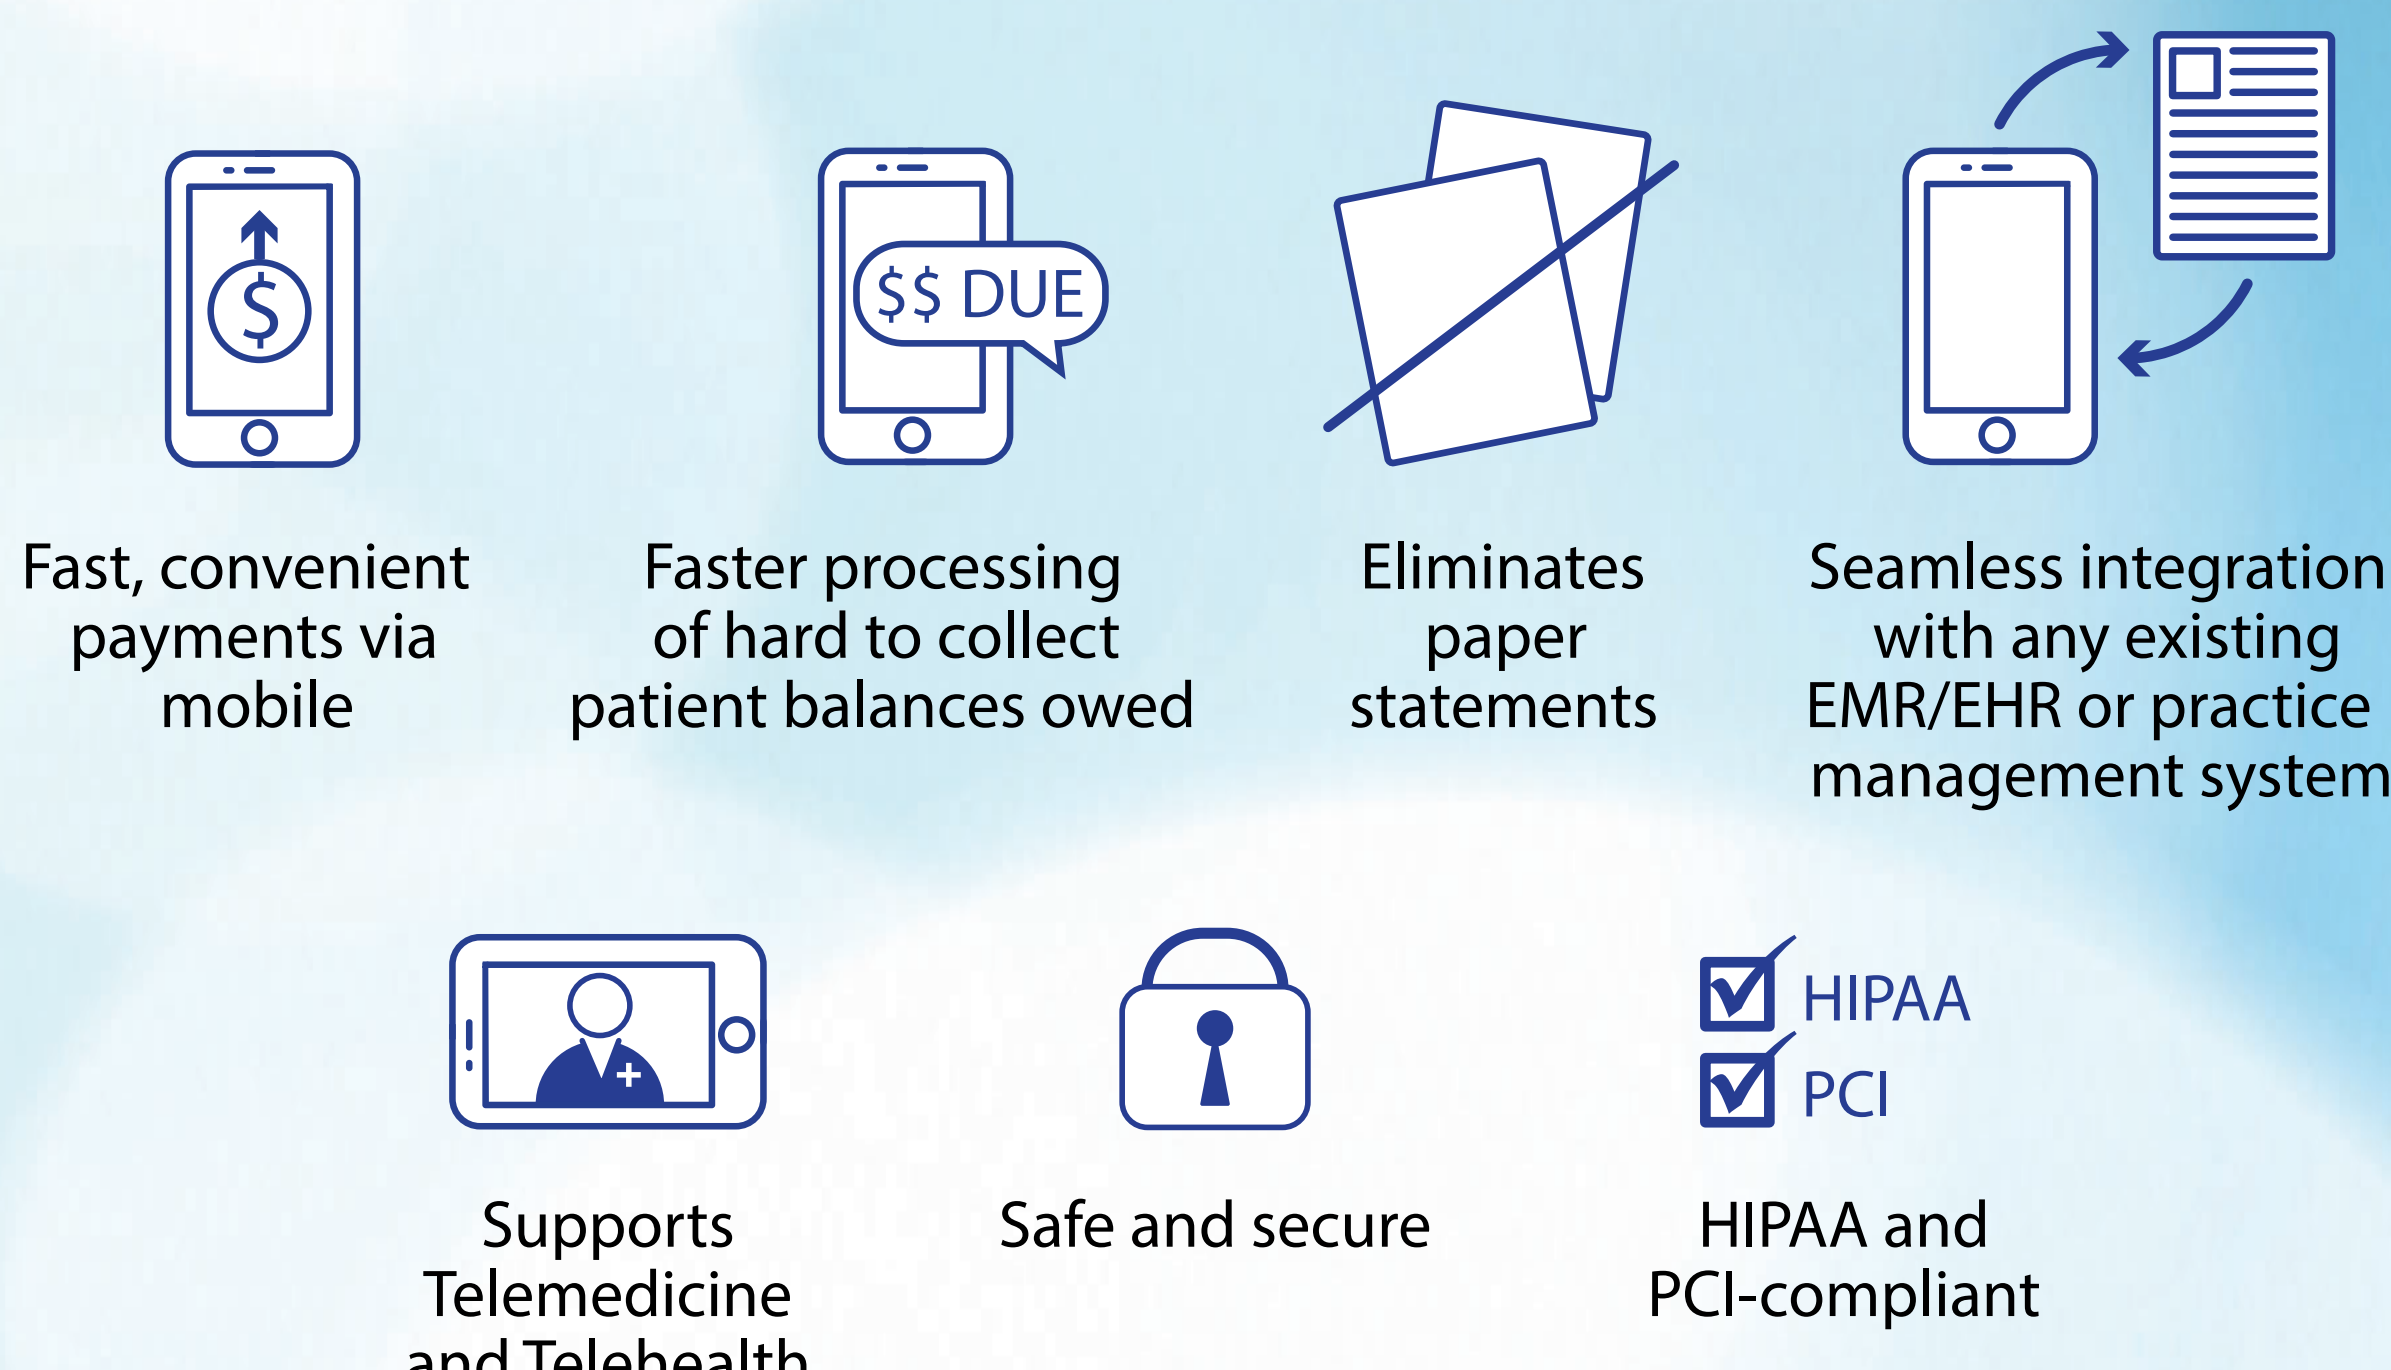 $
$$ DUE
Fast, convenient
payments via
mobile
Faster processing
of hard to collect
patient balances owed
Eliminates
paper
statements
Seamless integration
with any existing
EMR/EHR or practice
management system
HIPAA
PCI
Supports
Telemedicine
and Telehealth
Safe and secure
HIPAA and
PCI-compliant